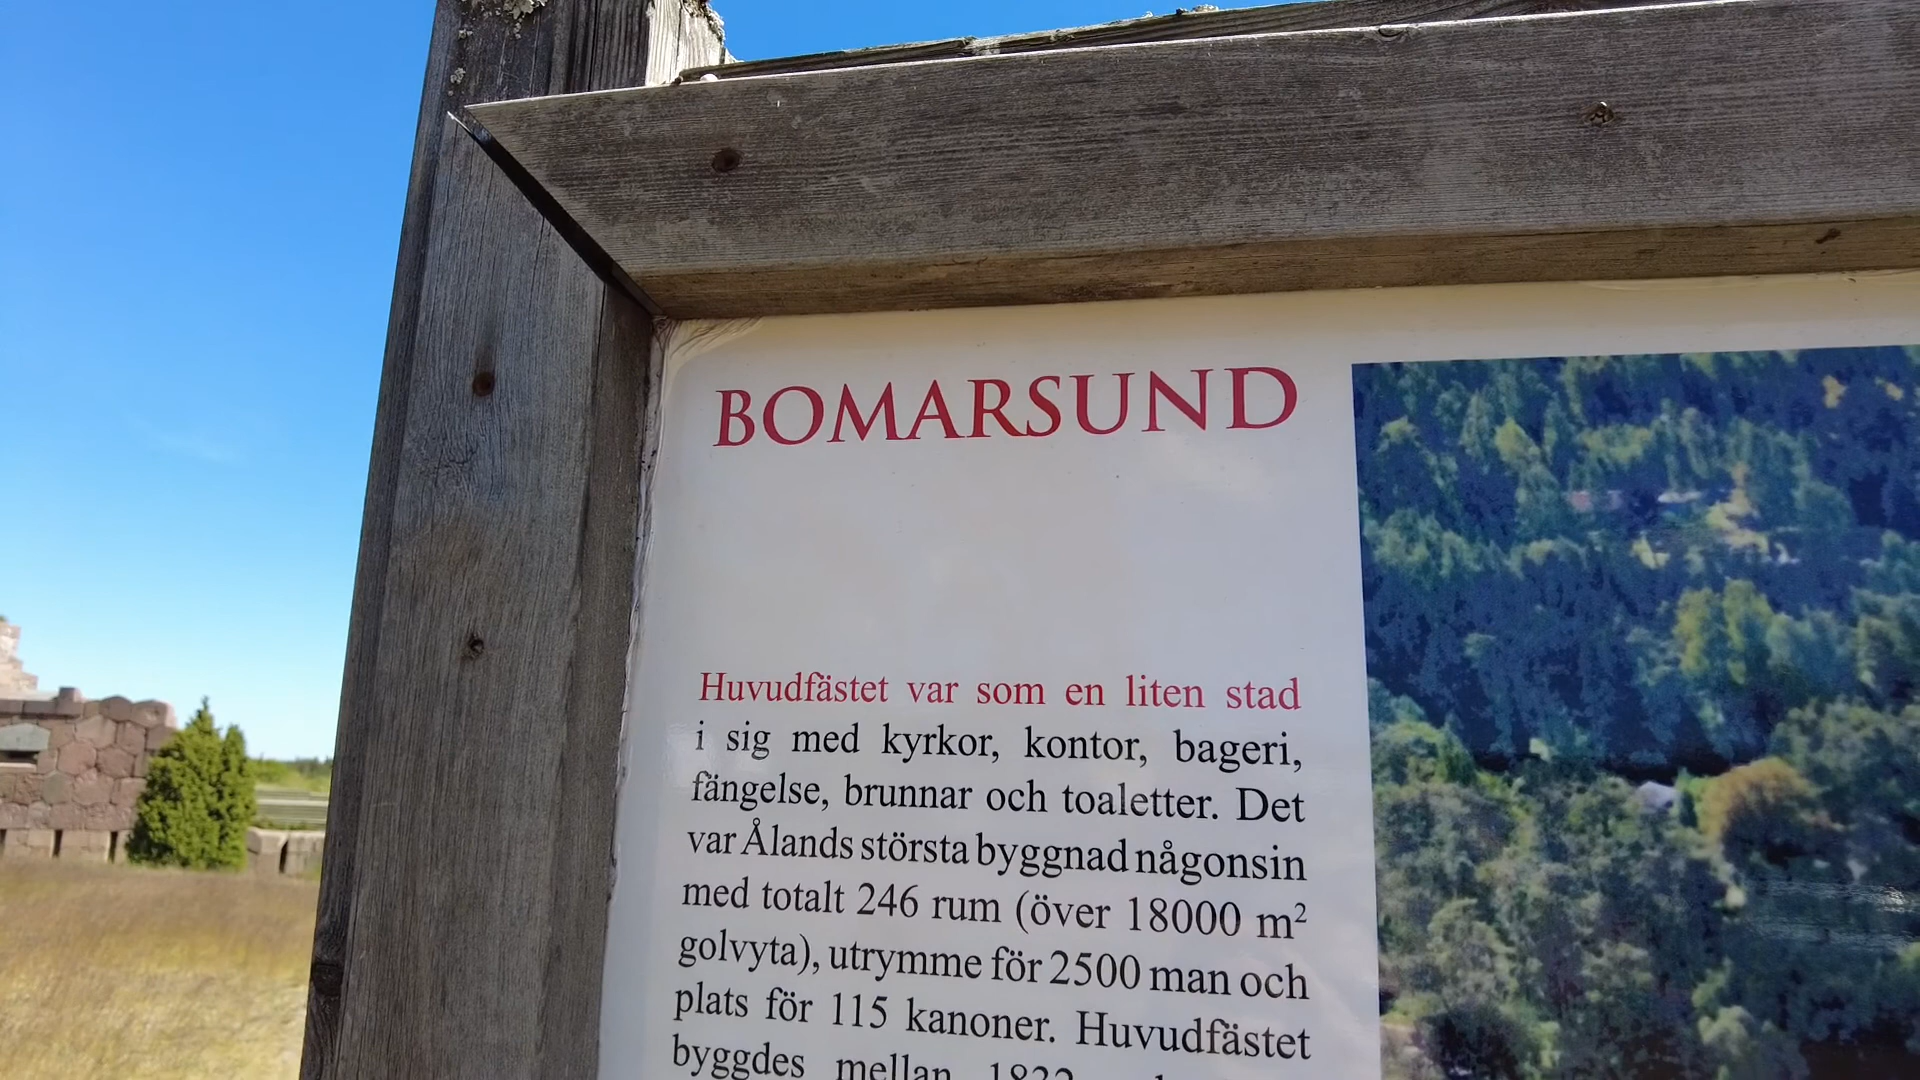 BOMARSUND
Huvudfästet var som en liten stad
i sig med kyrkor, kontor, bageri,
fängelse, brunnar och toaletter. Det
var Ålands största byggnad någonsin
med totalt 246 rum (över 18000 m²
golvyta), utrymme för 2500 man och
plats för 115 kanoner. Huvudfästet
byggdes mellan